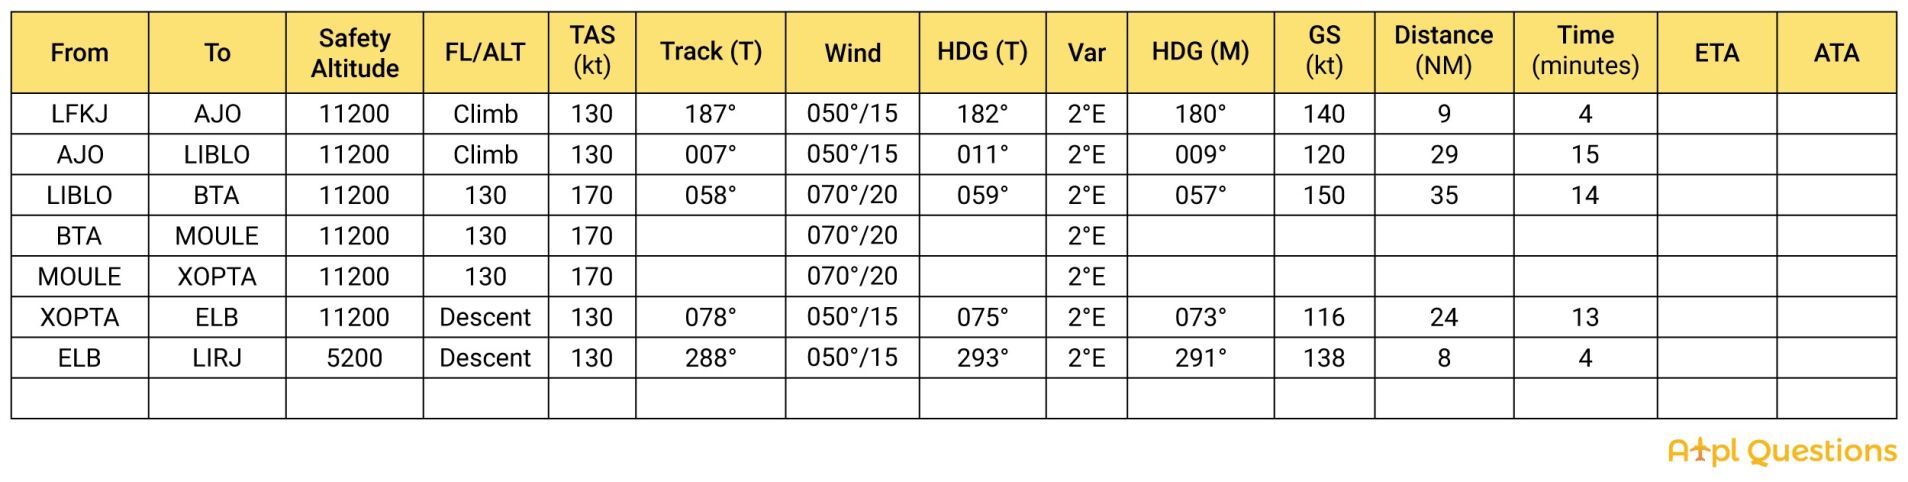 From To Safety Altitude FL/ALT TAS (kt) Track (T) Wind HDG (T) Var HDG (M) GS (kt) Distance (NM) Time (minutes) ETA ATA
LFKJ AJO 11200 Climb 130 187° 050°/15 182° 2°E 180° 140 9 4
AJO LIBLO 11200 Climb 130 007° 050°/15 011° 2°E 009° 120 29 15
LIBLO BTA 11200 130 170 058° 070°/20 059° 2°E 057° 150 35 14
BTA MOULE 11200 130 170 070°/20 2°E
MOULE XOPTA 11200 130 170 070°/20 2°E
XOPTA ELB 11200 Descent 130 078° 050°/15 075° 2°E 073° 116 24 13
ELB LIRJ 5200 Descent 130 288° 050°/15 293° 2°E 291° 138 8 4
Atpl Questions